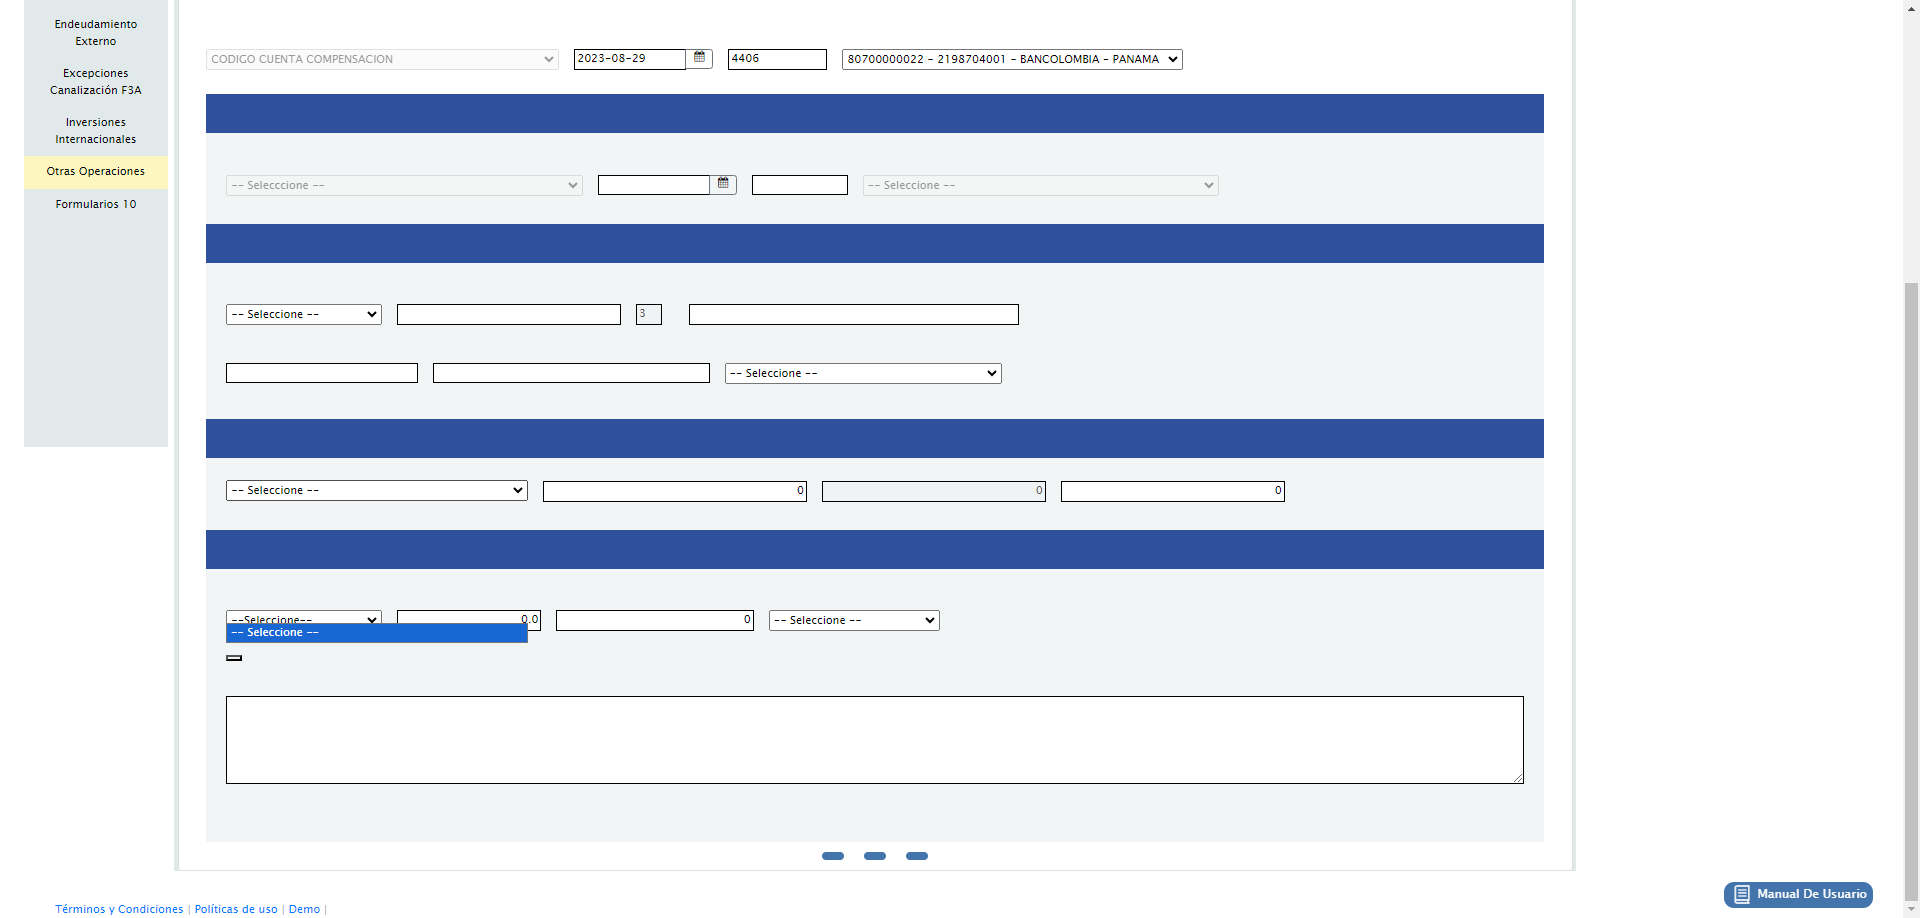 Endeudamiento
Externo
Excepciones
Canalización F3A
Inversiones
Internacionales
Otras Operaciones
Formularios 10
CODIGO CUENTA COMPENSACION
2023-08-29
4406
80700000022 - 2198704001 - BANCOLOMBIA - PANAMA
-- Selecccione --
-- Seleccione --
-- Seleccione --
3
-- Seleccione --
-- Seleccione --
0
0
0
--Seleccione--
0.0
0
-- Seleccione --
-- Seleccione --
Manual De Usuario
Términos y Condiciones | Políticas de uso | Demo |